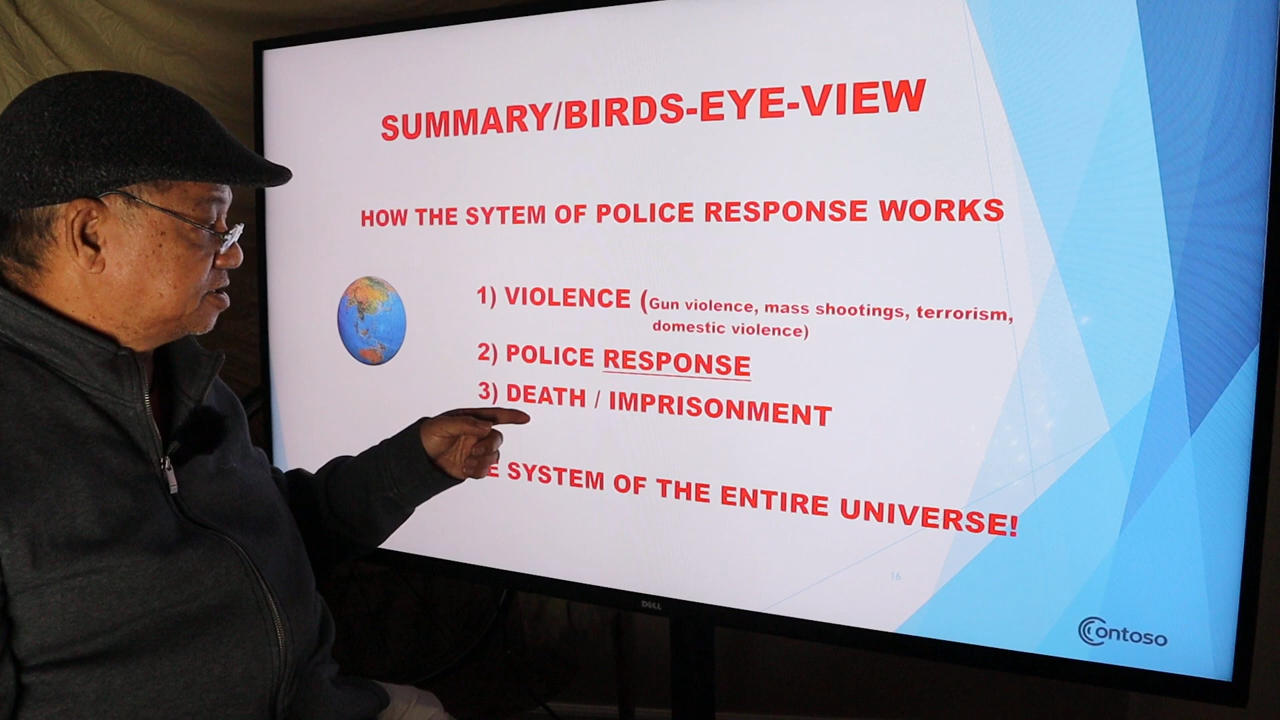 SUMMARY/BIRDS-EYE-VIEW
HOW THE SYTEM OF POLICE RESPONSE WORKS
1) VIOLENCE (Gun violence, mass shootings, terrorism,
domestic violence)
2) POLICE RESPONSE
3) DEATH / IMPRISONMENT
E SYSTEM OF THE ENTIRE UNIVERSE!
16
Contoso
DELL